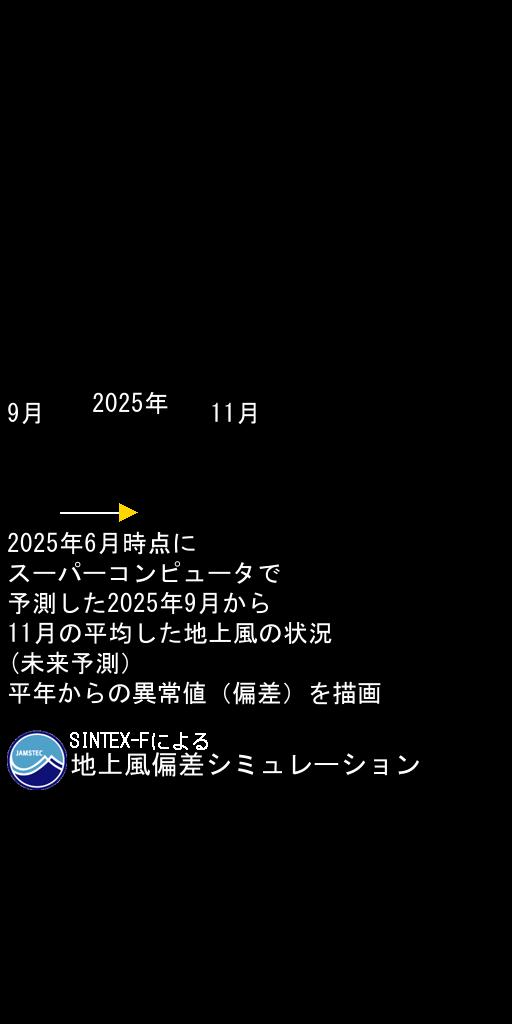 2025年
9月 11月
2025年6月時点に
スーパーコンピュータで
予測した2025年9月から
11月の平均した地上風の状況
(未来予測)
平年からの異常値（偏差）を描画
SINTEX-Fによる
JAMSTEC
地上風偏差シミュレーション